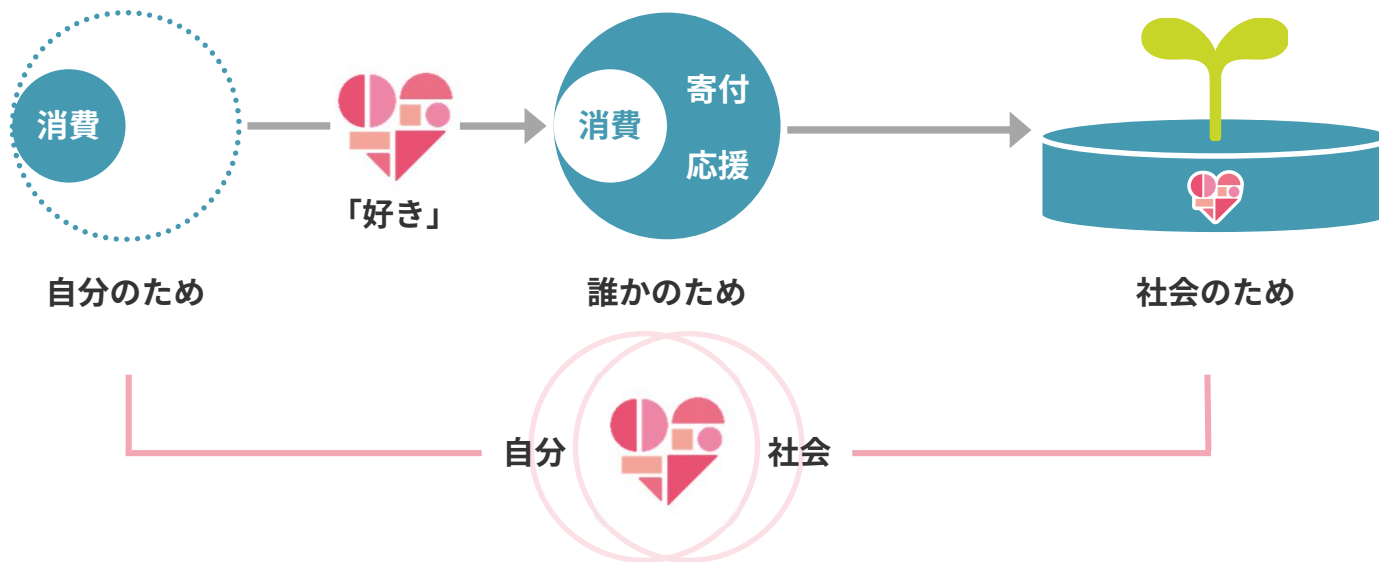 消費
「好き」
消費
寄付
応援
自分のため
誰かのため
社会のため
自分
社会